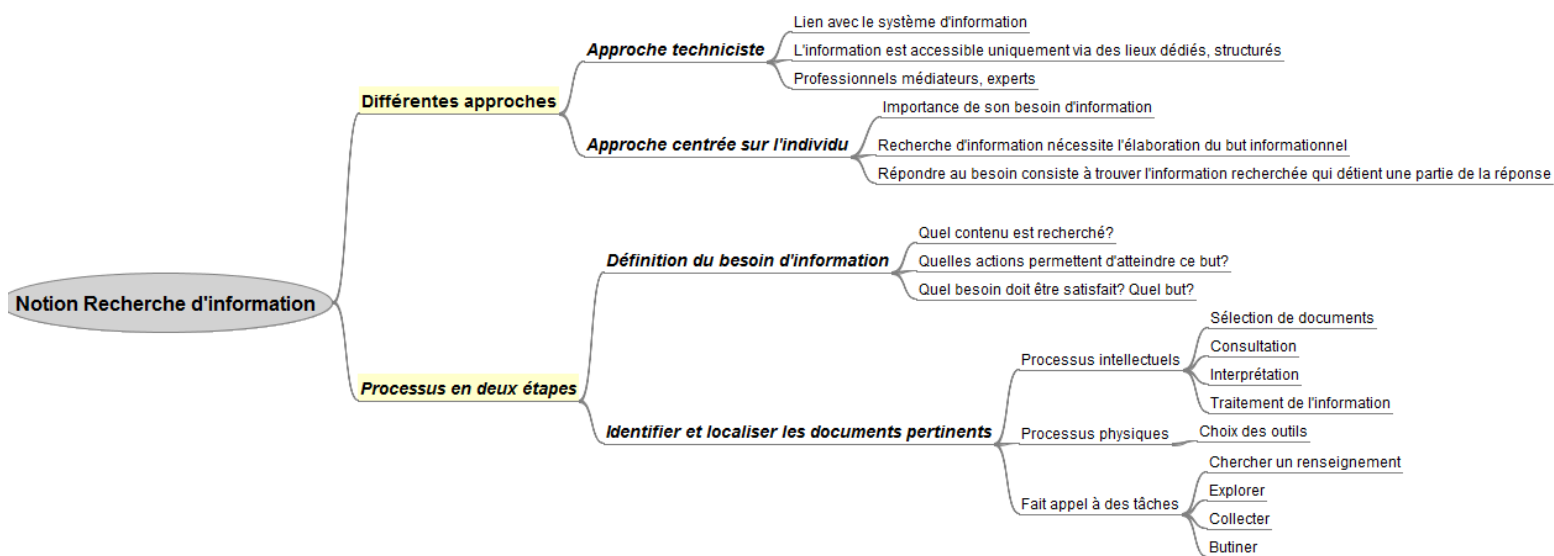 Notion Recherche d'information
Différentes approches
Approche techniciste
Lien avec le système d'information
L'information est accessible uniquement via des lieux dédiés, structurés
Professionnels médiateurs, experts
Approche centrée sur l'individu
Importance de son besoin d'information
Recherche d'information nécessite l'élaboration du but informationnel
Répondre au besoin consiste à trouver l'information recherchée qui détient une partie de la réponse
Processus en deux étapes
Définition du besoin d'information
Quel contenu est recherché?
Quelles actions permettent d'atteindre ce but?
Quel besoin doit être satisfait? Quel but?
Identifier et localiser les documents pertinents
Processus intellectuels
Sélection de documents
Consultation
Interprétation
Traitement de l'information
Processus physiques
Choix des outils
Fait appel à des tâches
Chercher un renseignement
Explorer
Collecter
Butiner